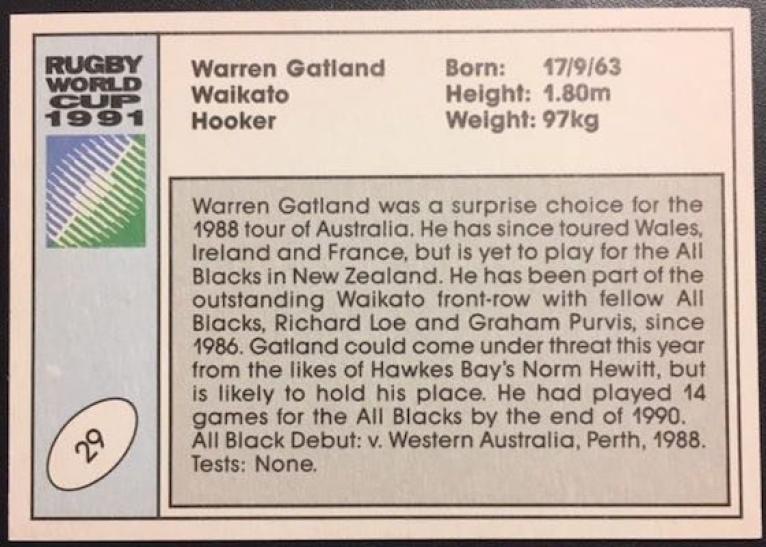 RUGBY
WORLD
CUP
1991
Warren Gatland
Waikato
Hooker
Born: 17/9/63
Height: 1.80m
Weight: 97kg
Warren Gatland was a surprise choice for the
1988 tour of Australia. He has since toured Wales,
Ireland and France, but is yet to play for the All
Blacks in New Zealand. He has been part of the
outstanding Waikato front-row with fellow All
Blacks, Richard Loe and Graham Purvis, since
1986. Gatland could come under threat this year
from the likes of Hawkes Bay's Norm Hewitt, but
is likely to hold his place. He had played 14
games for the All Blacks by the end of 1990.
All Black Debut: v. Western Australia, Perth, 1988.
Tests: None.
29